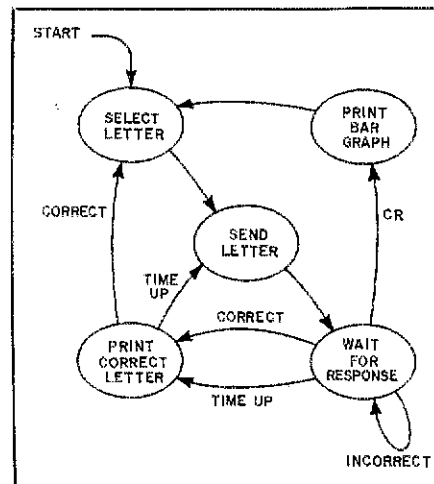 START
SELECT
LETTER
PRINT
BAR
GRAPH
CORRECT
CR
SEND
LETTER
TIME
UP
CORRECT
PRINT
CORRECT
LETTER
WAIT
FOR
RESPONSE
TIME UP
INCORRECT